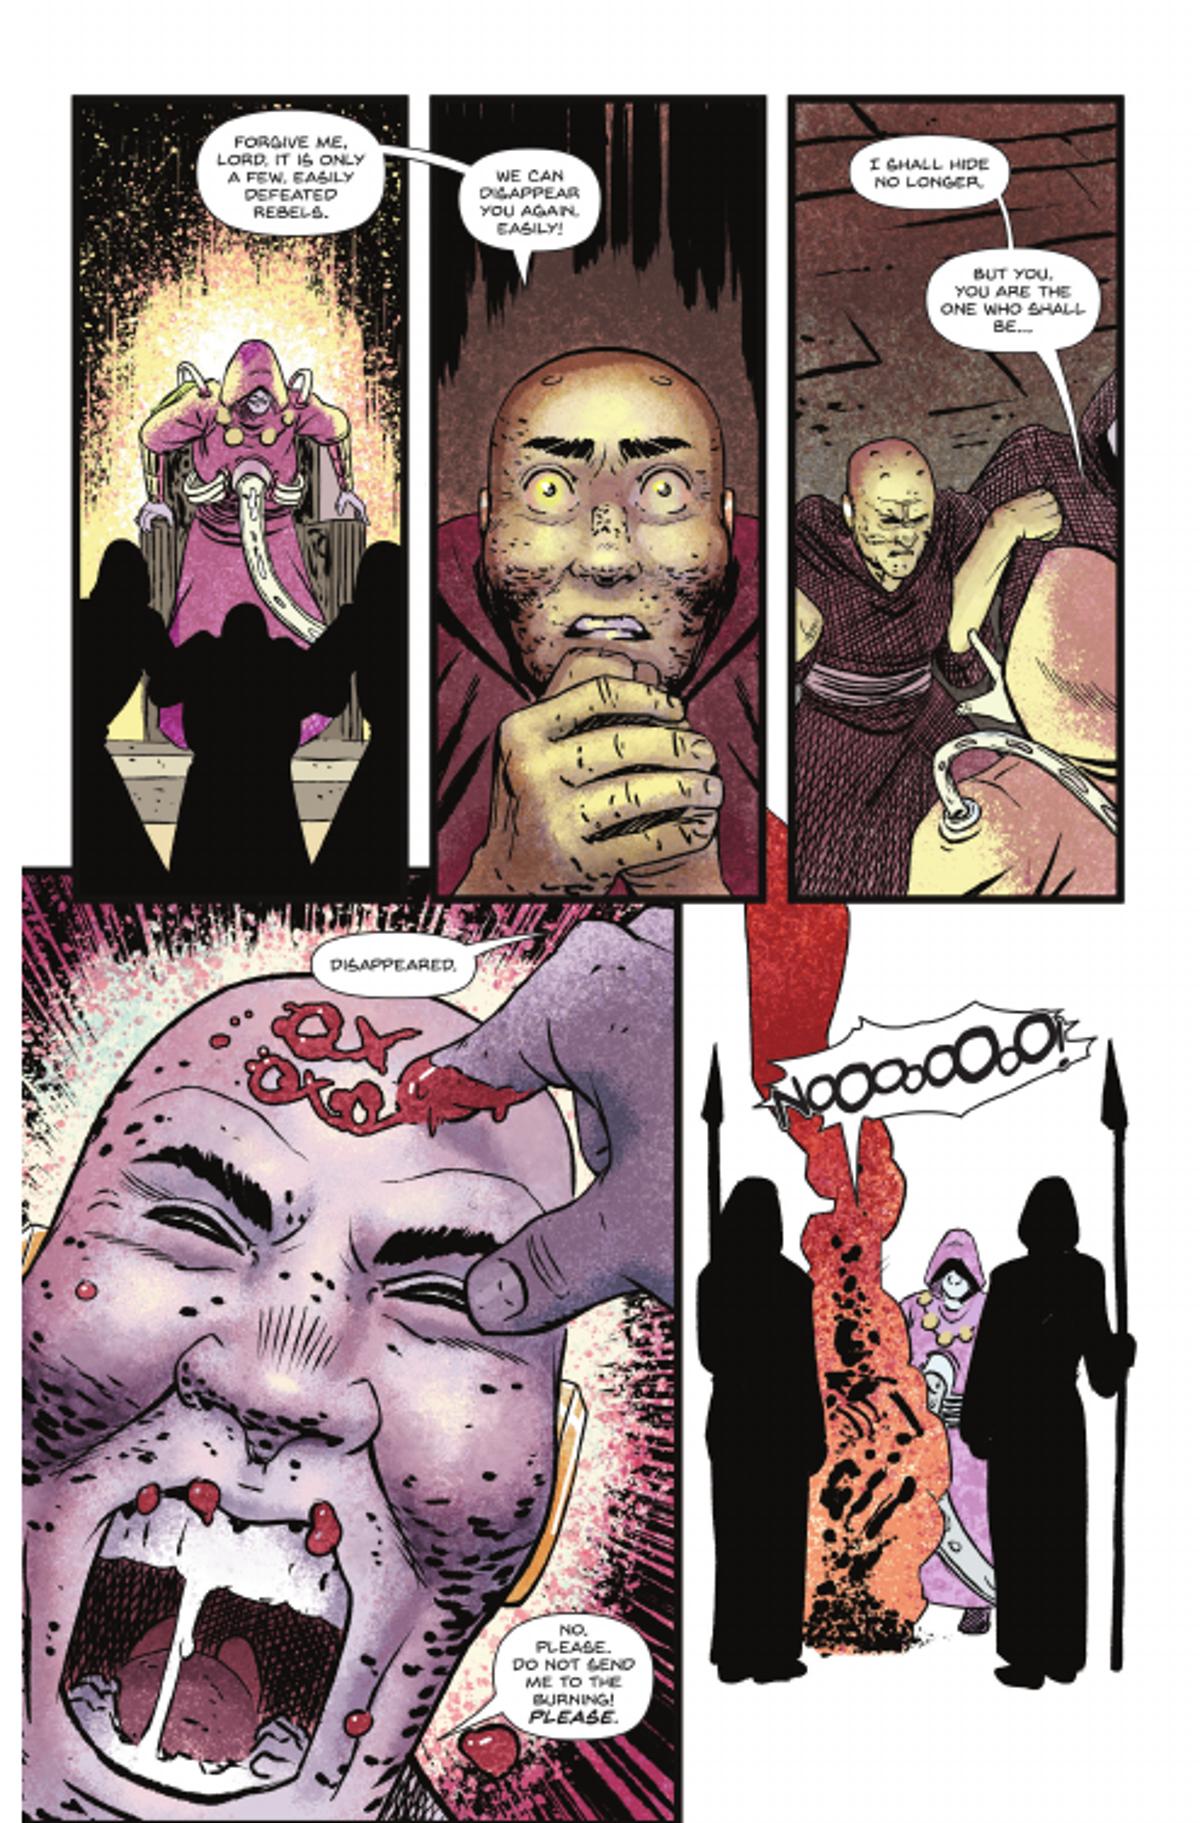 FORGIVE ME,
LORD, IT IS ONLY
A FEW, EASILY
DEFEATED
REBELS.
WE CAN
DISAPPEAR
YOU AGAIN,
EASILY!
I SHALL HIDE
NO LONGER.
BUT YOU,
YOU ARE THE
ONE WHO SHALL
BE...
DISAPPEARED.
NO,
PLEASE.
DO NOT SEND
ME TO THE
BURNING!
PLEASE.
NOOOOOOOO!